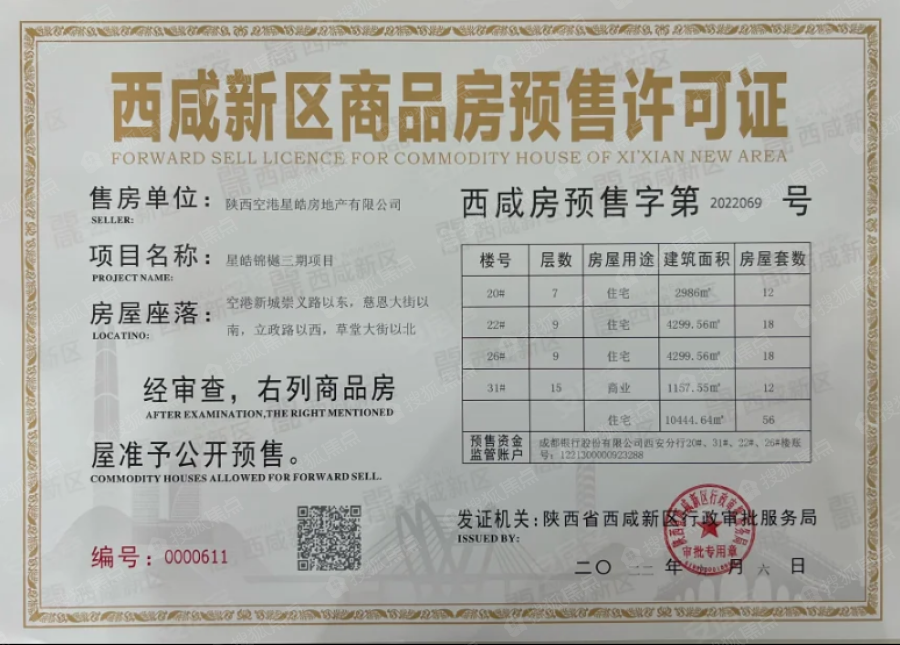 西咸新区商品房预售许可证
FORWARD SELL LICENCE FOR COMMODITY HOUSE OF XI'XIAN NEW AREA
售房单位：陕西空港星皓房地产有限公司
SELLER:
项目名称：星皓锦樾三期项目
PROJECT NAME:
房屋座落：空港新城崇义路以东，慈恩大街以
南，立政路以西，草堂大街以北
LOCATINO:
经审查，右列商品房
AFTER EXAMINATION,THE RIGHT MENTIONED
屋准予公开预售。
COMMODITY HOUSES ALLOWED FOR FORWARD SELL.
编号：0000611
西咸房预售字第 2022069 号
楼号 层数 房屋用途 建筑面积 房屋套数
20# 7 住宅 2986㎡ 12
22# 9 住宅 4299.56㎡ 18
26# 9 住宅 4299.56㎡ 18
31# 15 商业 1157.55㎡ 12
住宅 10444.64㎡ 56
预售资金
监管账户
成都银行股份有限公司西安分行20#、31#、22#、26#楼账
号：1221300000923288
发证机关：陕西省西咸新区行政审批服务局
ISSUED BY:
二〇二二年 月六日
审批专用章